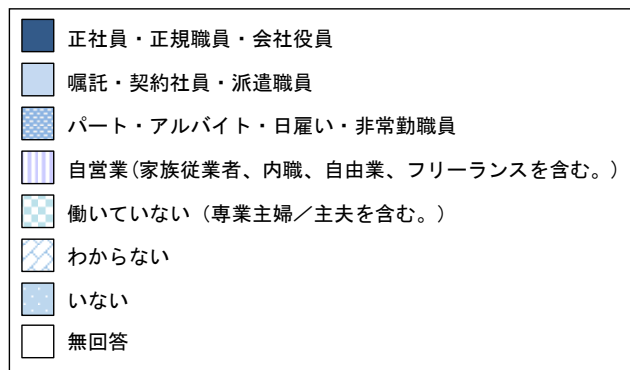 正社員・正規職員・会社役員
嘱託・契約社員・派遣職員
パート・アルバイト・日雇い・非常勤職員
自営業(家族従業者、内職、自由業、フリーランスを含む。)
働いていない（専業主婦／主夫を含む。）
わからない
いない
無回答